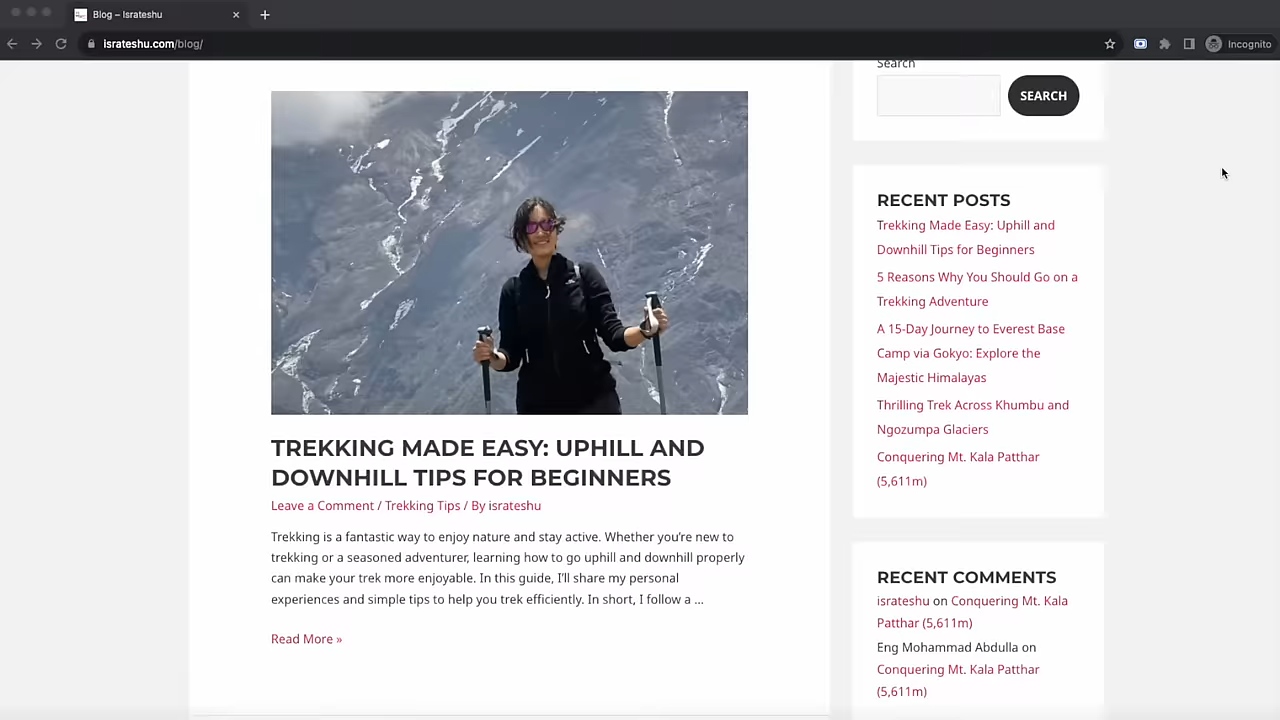 Blog – Israteshu
israteshu.com/blog/
Incognito
TREKKING MADE EASY: UPHILL AND
DOWNHILL TIPS FOR BEGINNERS
Leave a Comment / Trekking Tips / By israteshu
Trekking is a fantastic way to enjoy nature and stay active. Whether you're new to
trekking or a seasoned adventurer, learning how to go uphill and downhill properly
can make your trek more enjoyable. In this guide, I'll share my personal
experiences and simple tips to help you trek efficiently. In short, I follow a …
Read More »
Search
SEARCH
RECENT POSTS
Trekking Made Easy: Uphill and
Downhill Tips for Beginners
5 Reasons Why You Should Go on a
Trekking Adventure
A 15-Day Journey to Everest Base
Camp via Gokyo: Explore the
Majestic Himalayas
Thrilling Trek Across Khumbu and
Ngozumpa Glaciers
Conquering Mt. Kala Patthar
(5,611m)
RECENT COMMENTS
israteshu on Conquering Mt. Kala
Patthar (5,611m)
Eng Mohammad Abdulla on
Conquering Mt. Kala Patthar
(5,611m)